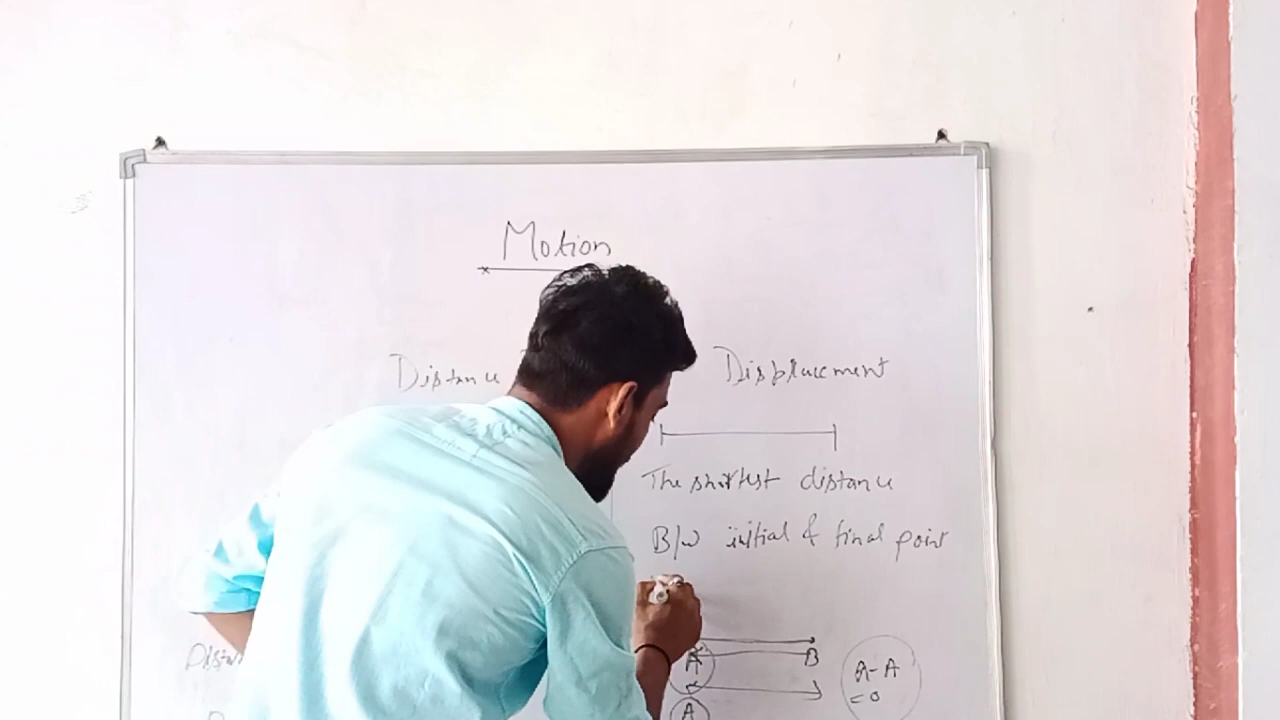 Motion
Distance Displacement
The shortest distance
B/w initial & final point
A B A-A
=0
A